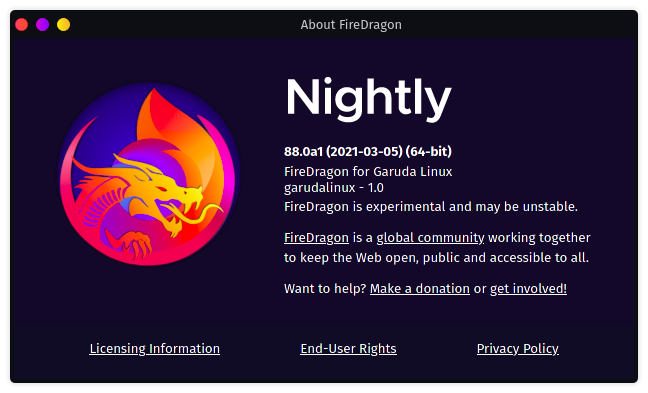 About FireDragon
Nightly
88.0a1 (2021-03-05) (64-bit)
FireDragon for Garuda Linux
garudalinux - 1.0
FireDragon is experimental and may be unstable.
FireDragon is a global community working together
to keep the Web open, public and accessible to all.
Want to help? Make a donation or get involved!
Licensing Information End-User Rights Privacy Policy